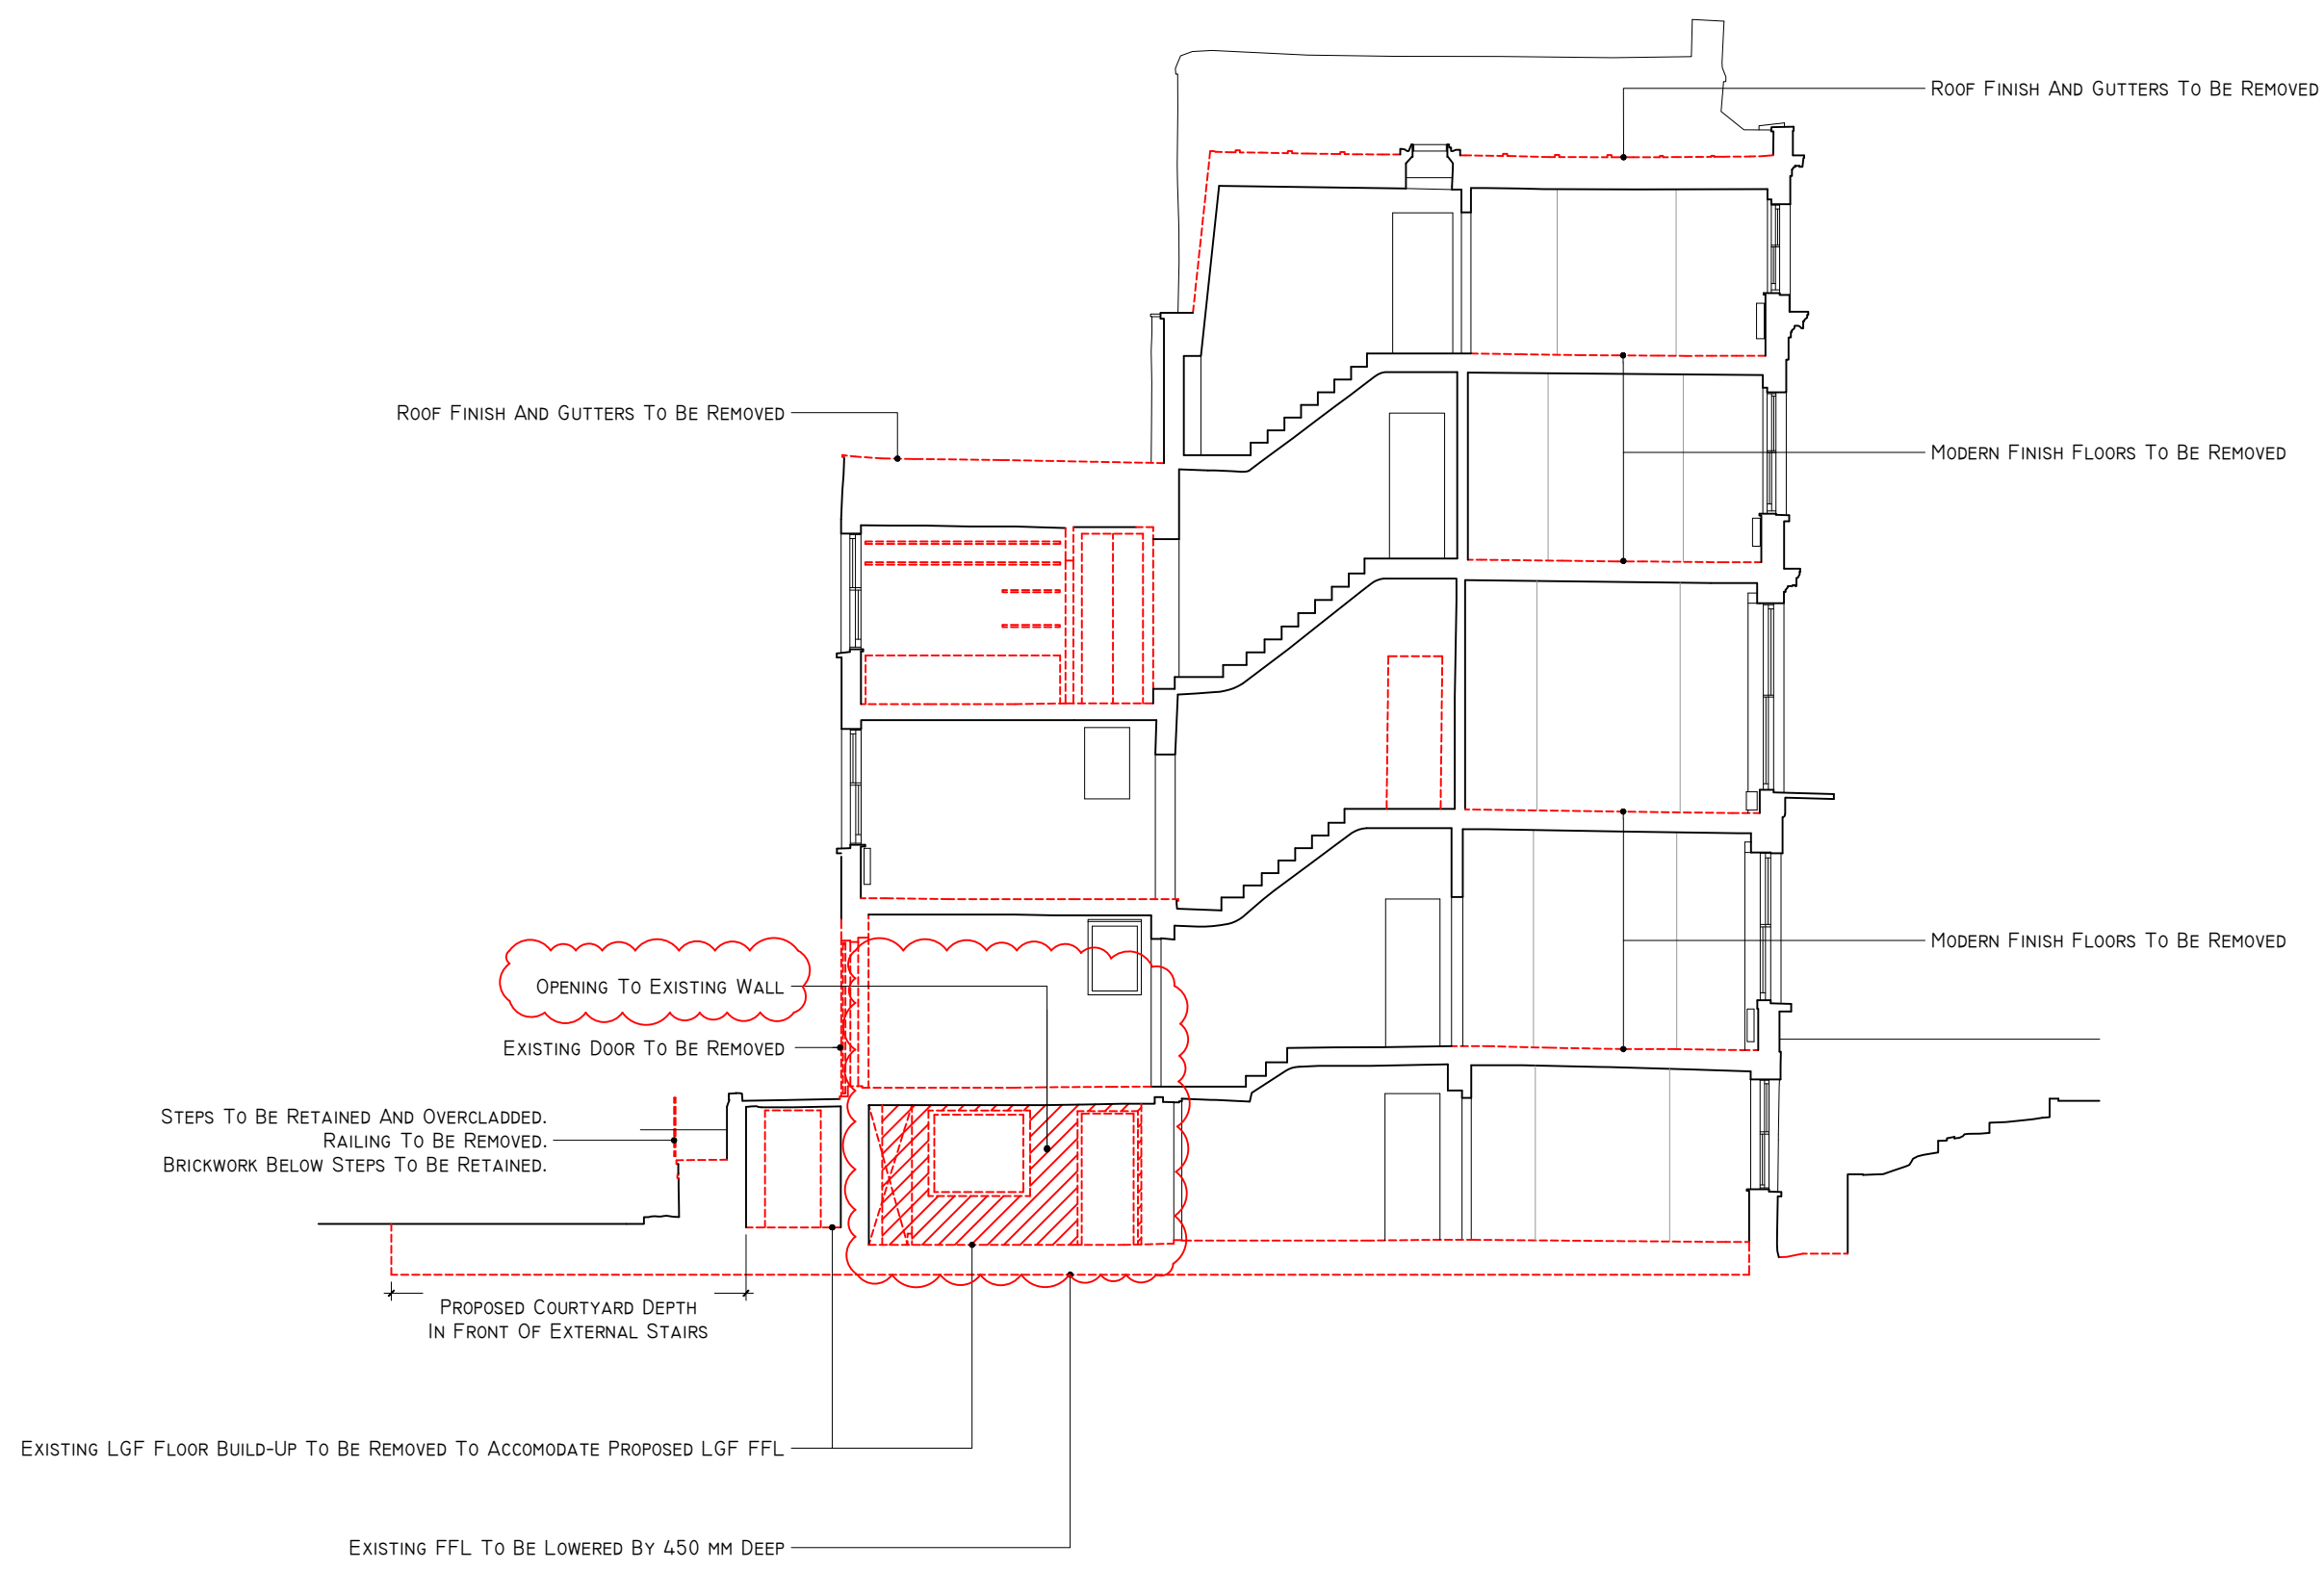 Roof Finish And Gutters To Be Removed
Roof Finish And Gutters To Be Removed
Modern Finish Floors To Be Removed
Modern Finish Floors To Be Removed
Opening To Existing Wall
Existing Door To Be Removed
Steps To Be Retained And Overcladded.
Railing To Be Removed.
Brickwork Below Steps To Be Retained.
Proposed Courtyard Depth
In Front Of External Stairs
Existing LGF Floor Build-Up To Be Removed To Accomodate Proposed LGF FFL
Existing FFL To Be Lowered By 450 mm Deep